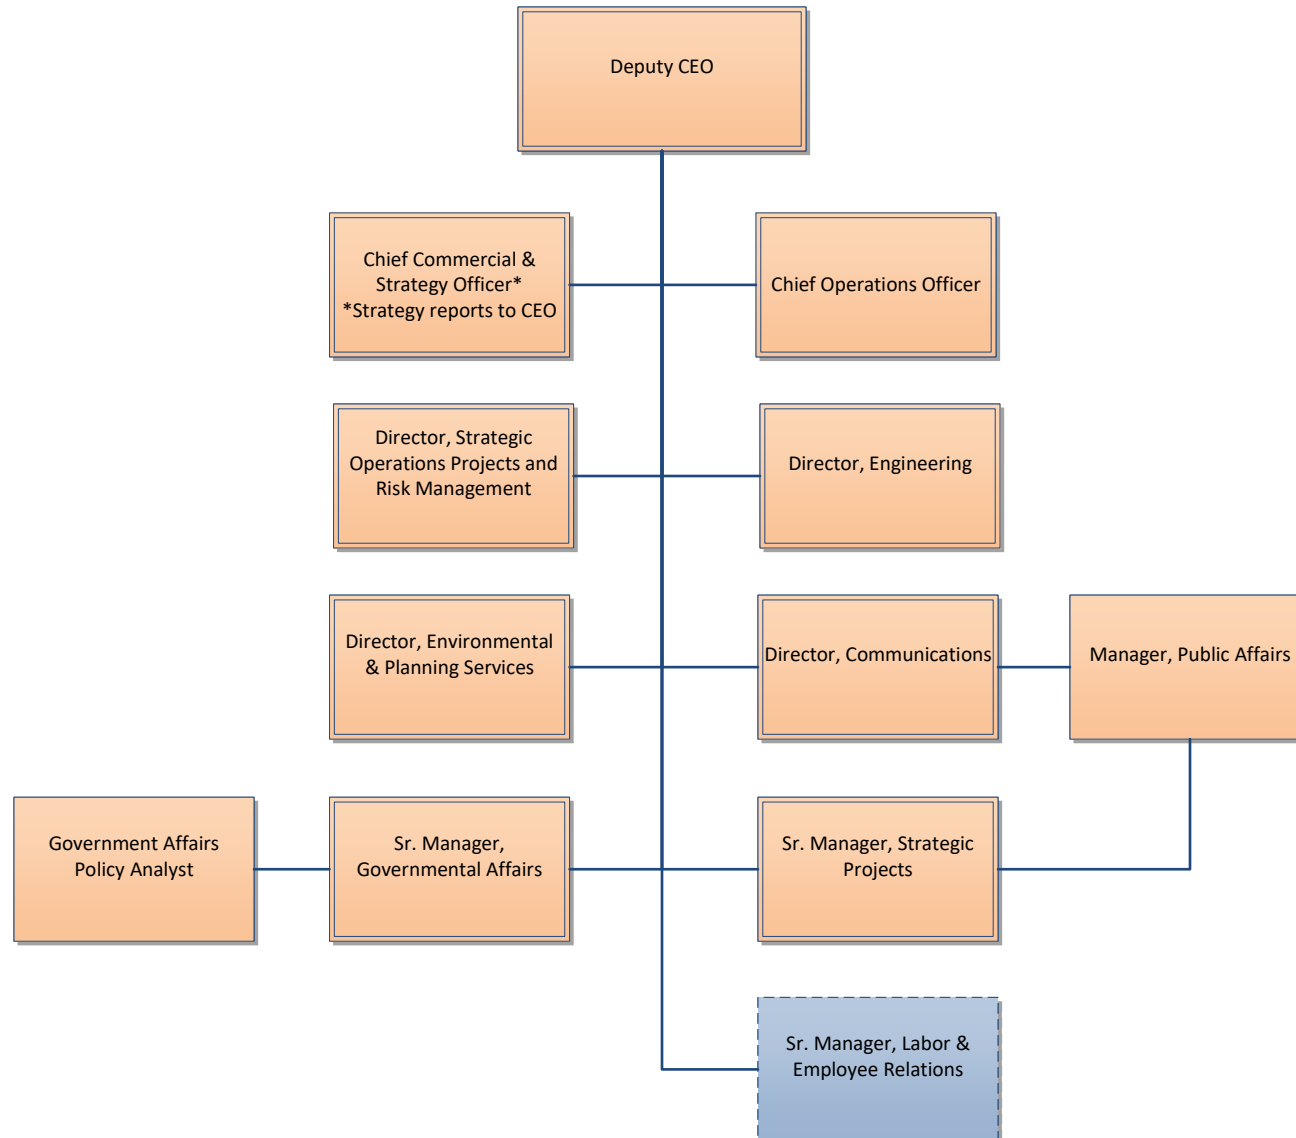 Deputy CEO
Chief Commercial &
Strategy Officer*
*Strategy reports to CEO
Chief Operations Officer
Director, Strategic
Operations Projects and
Risk Management
Director, Engineering
Director, Environmental
& Planning Services
Director, Communications
Manager, Public Affairs
Government Affairs
Policy Analyst
Sr. Manager,
Governmental Affairs
Sr. Manager, Strategic
Projects
Sr. Manager, Labor &
Employee Relations